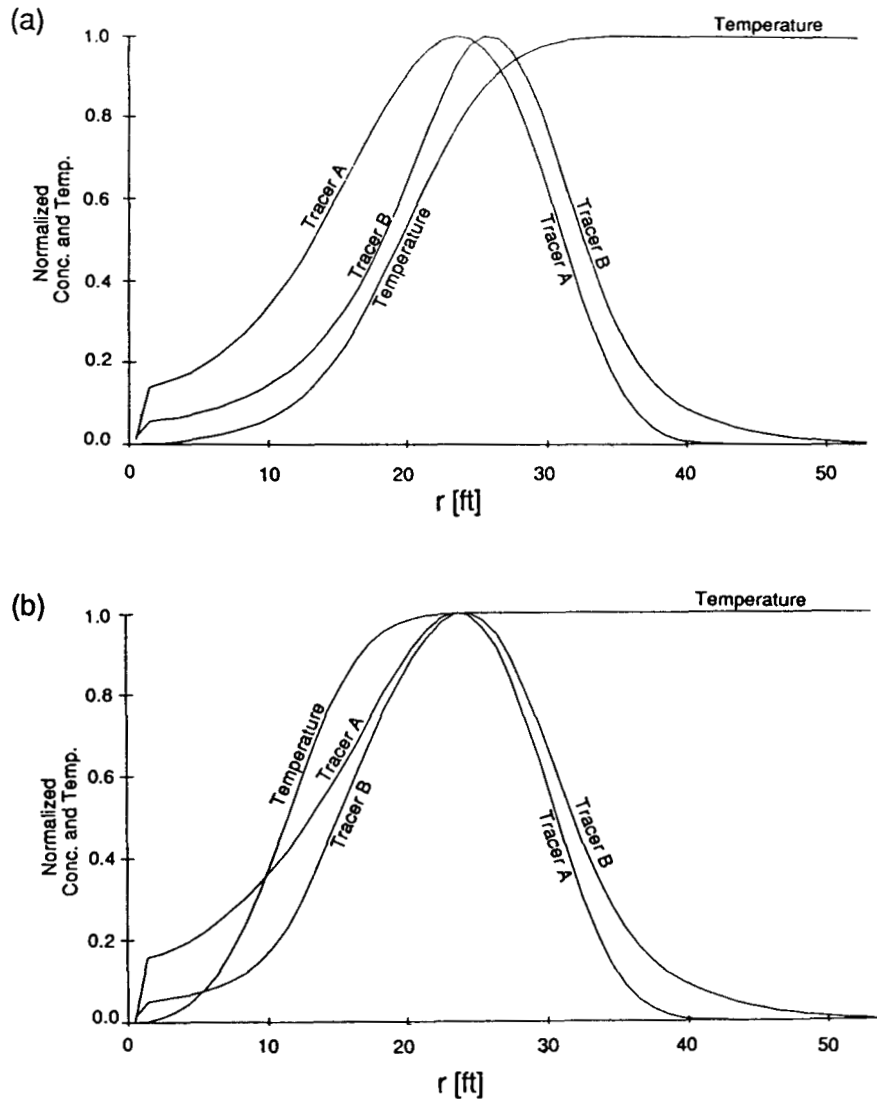 (a)
Temperature
1.0
0.8
0.6
0.4
0.2
0.0
Normalized
Conc. and Temp.
Tracer A
Tracer B
Temperature
Tracer A
Tracer B
0 10 20 30 40 50
r [ft]
(b)
Temperature
1.0
0.8
0.6
0.4
0.2
0.0
Normalized
Conc. and Temp.
Temperature
Tracer A
Tracer B
Tracer A
Tracer B
0 10 20 30 40 50
r [ft]